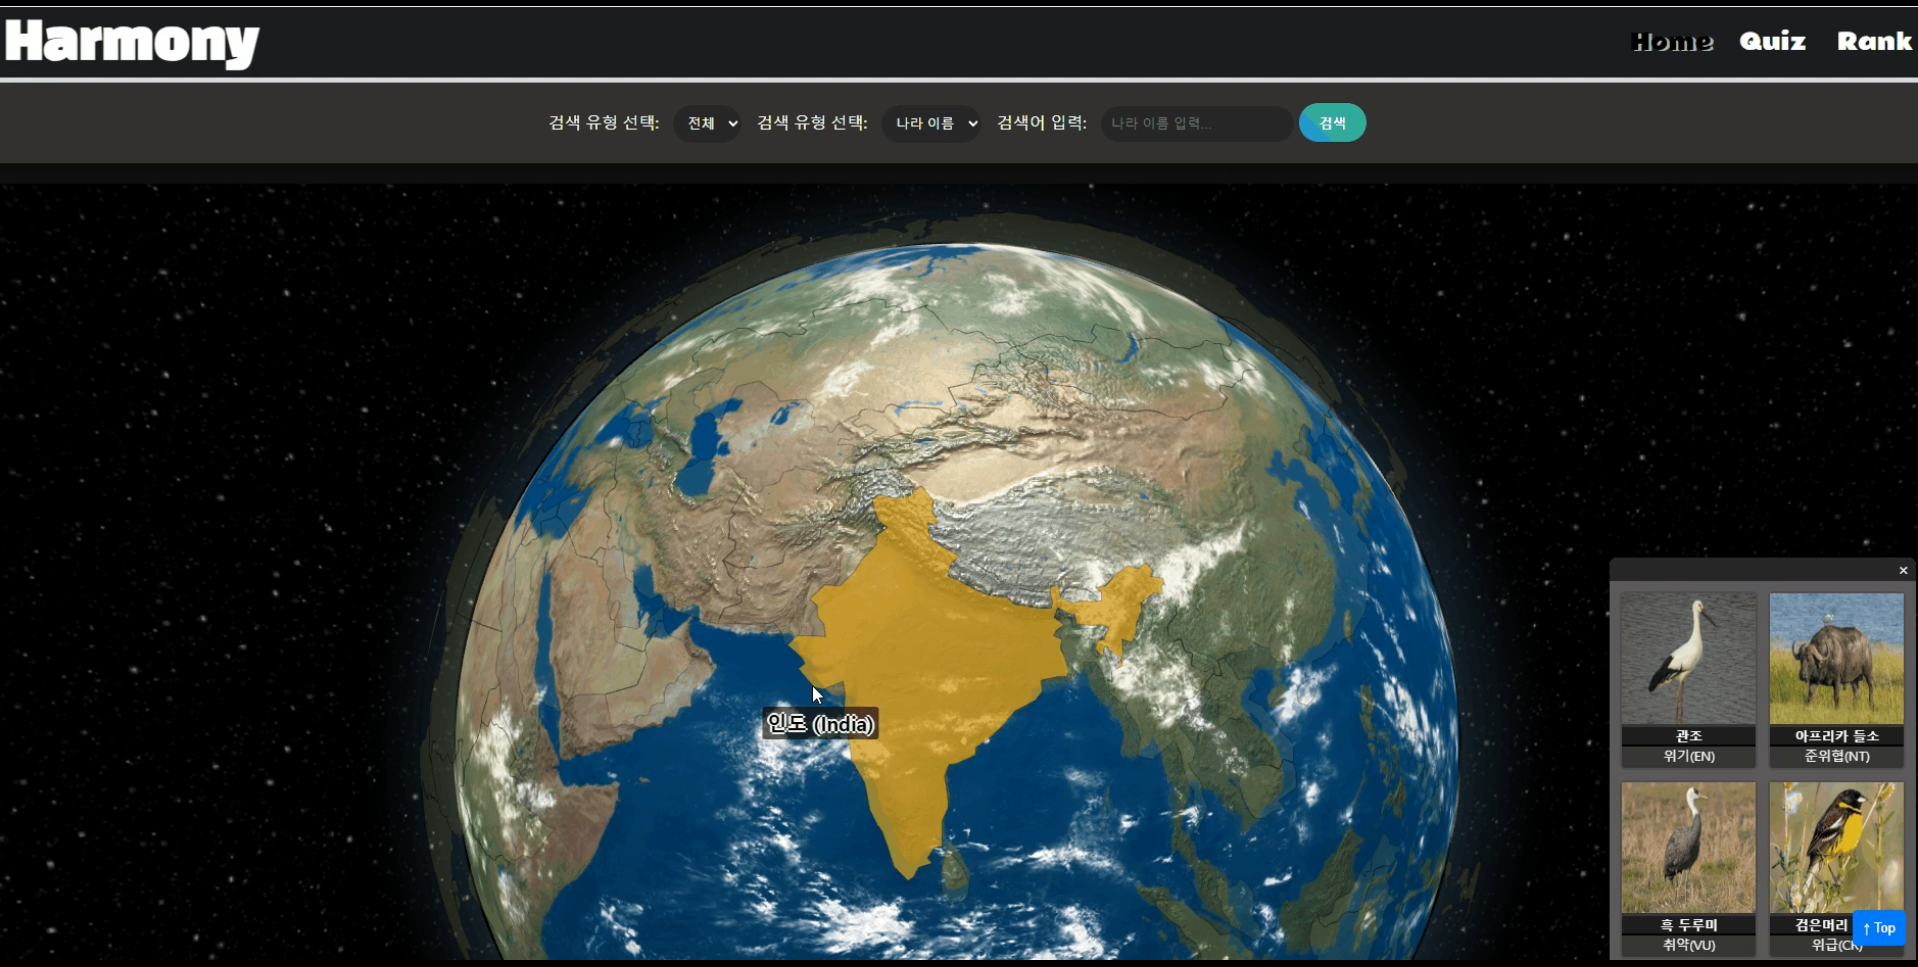 Harmony
Home Quiz Rank
검색 유형 선택: 전체 검색 유형 선택: 나라 이름 검색어 입력: 나라 이름 입력... 검색
인도 (India)
×
관조
위기(EN)
아프리카 들소
준위협(NT)
흑 두루미
취약(VU)
검은머리
위급(CR)
↑ Top